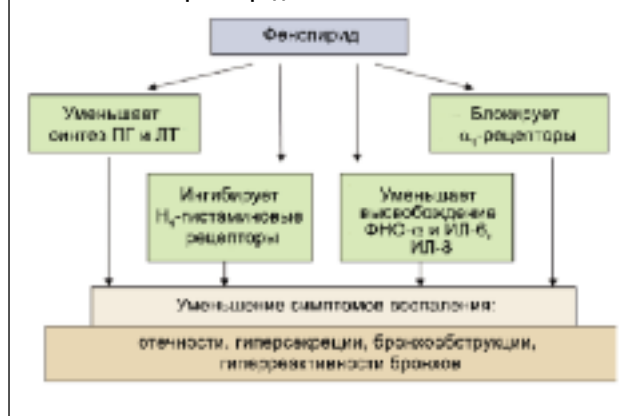 Фенспирид
Уменьшает
синтез ПГ и ЛТ
Блокирует
α₁-рецепторы
Ингибирует
H₁-гистаминовые
рецепторы
Уменьшает
высвобождение
ФНО-α и ИЛ-6,
ИЛ-8
Уменьшение симптомов воспаления:
отечности, гиперсекреции, бронхообструкции,
гиперреактивности бронхов